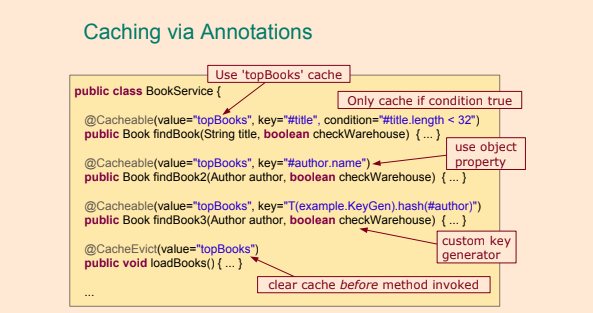 Caching via Annotations
Use 'topBooks' cache
public class BookService {
Only cache if condition true
@Cacheable(value="topBooks", key="#title", condition="#title.length < 32")
public Book findBook(String title, boolean checkWarehouse) { ... }
use object
property
@Cacheable(value="topBooks", key="#author.name")
public Book findBook2(Author author, boolean checkWarehouse) { ... }
@Cacheable(value="topBooks", key="T(example.KeyGen).hash(#author)")
public Book findBook3(Author author, boolean checkWarehouse) { ... }
custom key
generator
@CacheEvict(value="topBooks")
public void loadBooks() { ... }
clear cache before method invoked
...